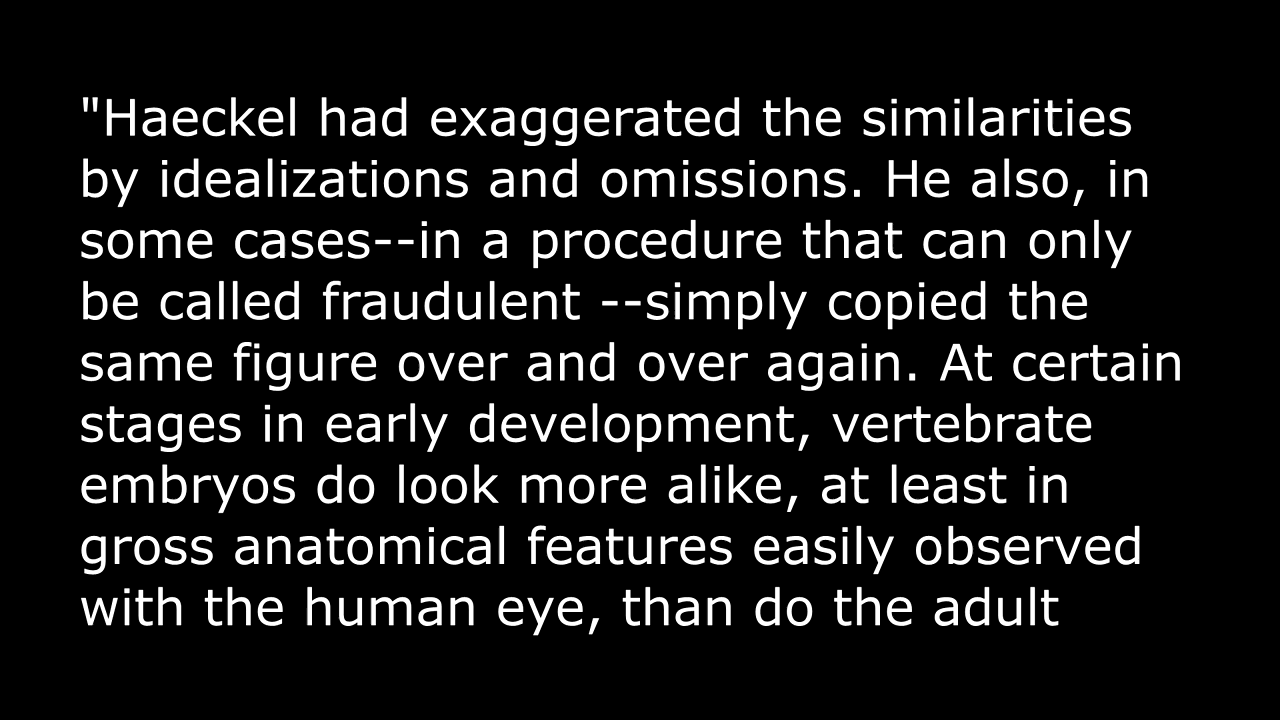 "Haeckel had exaggerated the similarities
by idealizations and omissions. He also, in
some cases--in a procedure that can only
be called fraudulent --simply copied the
same figure over and over again. At certain
stages in early development, vertebrate
embryos do look more alike, at least in
gross anatomical features easily observed
with the human eye, than do the adult